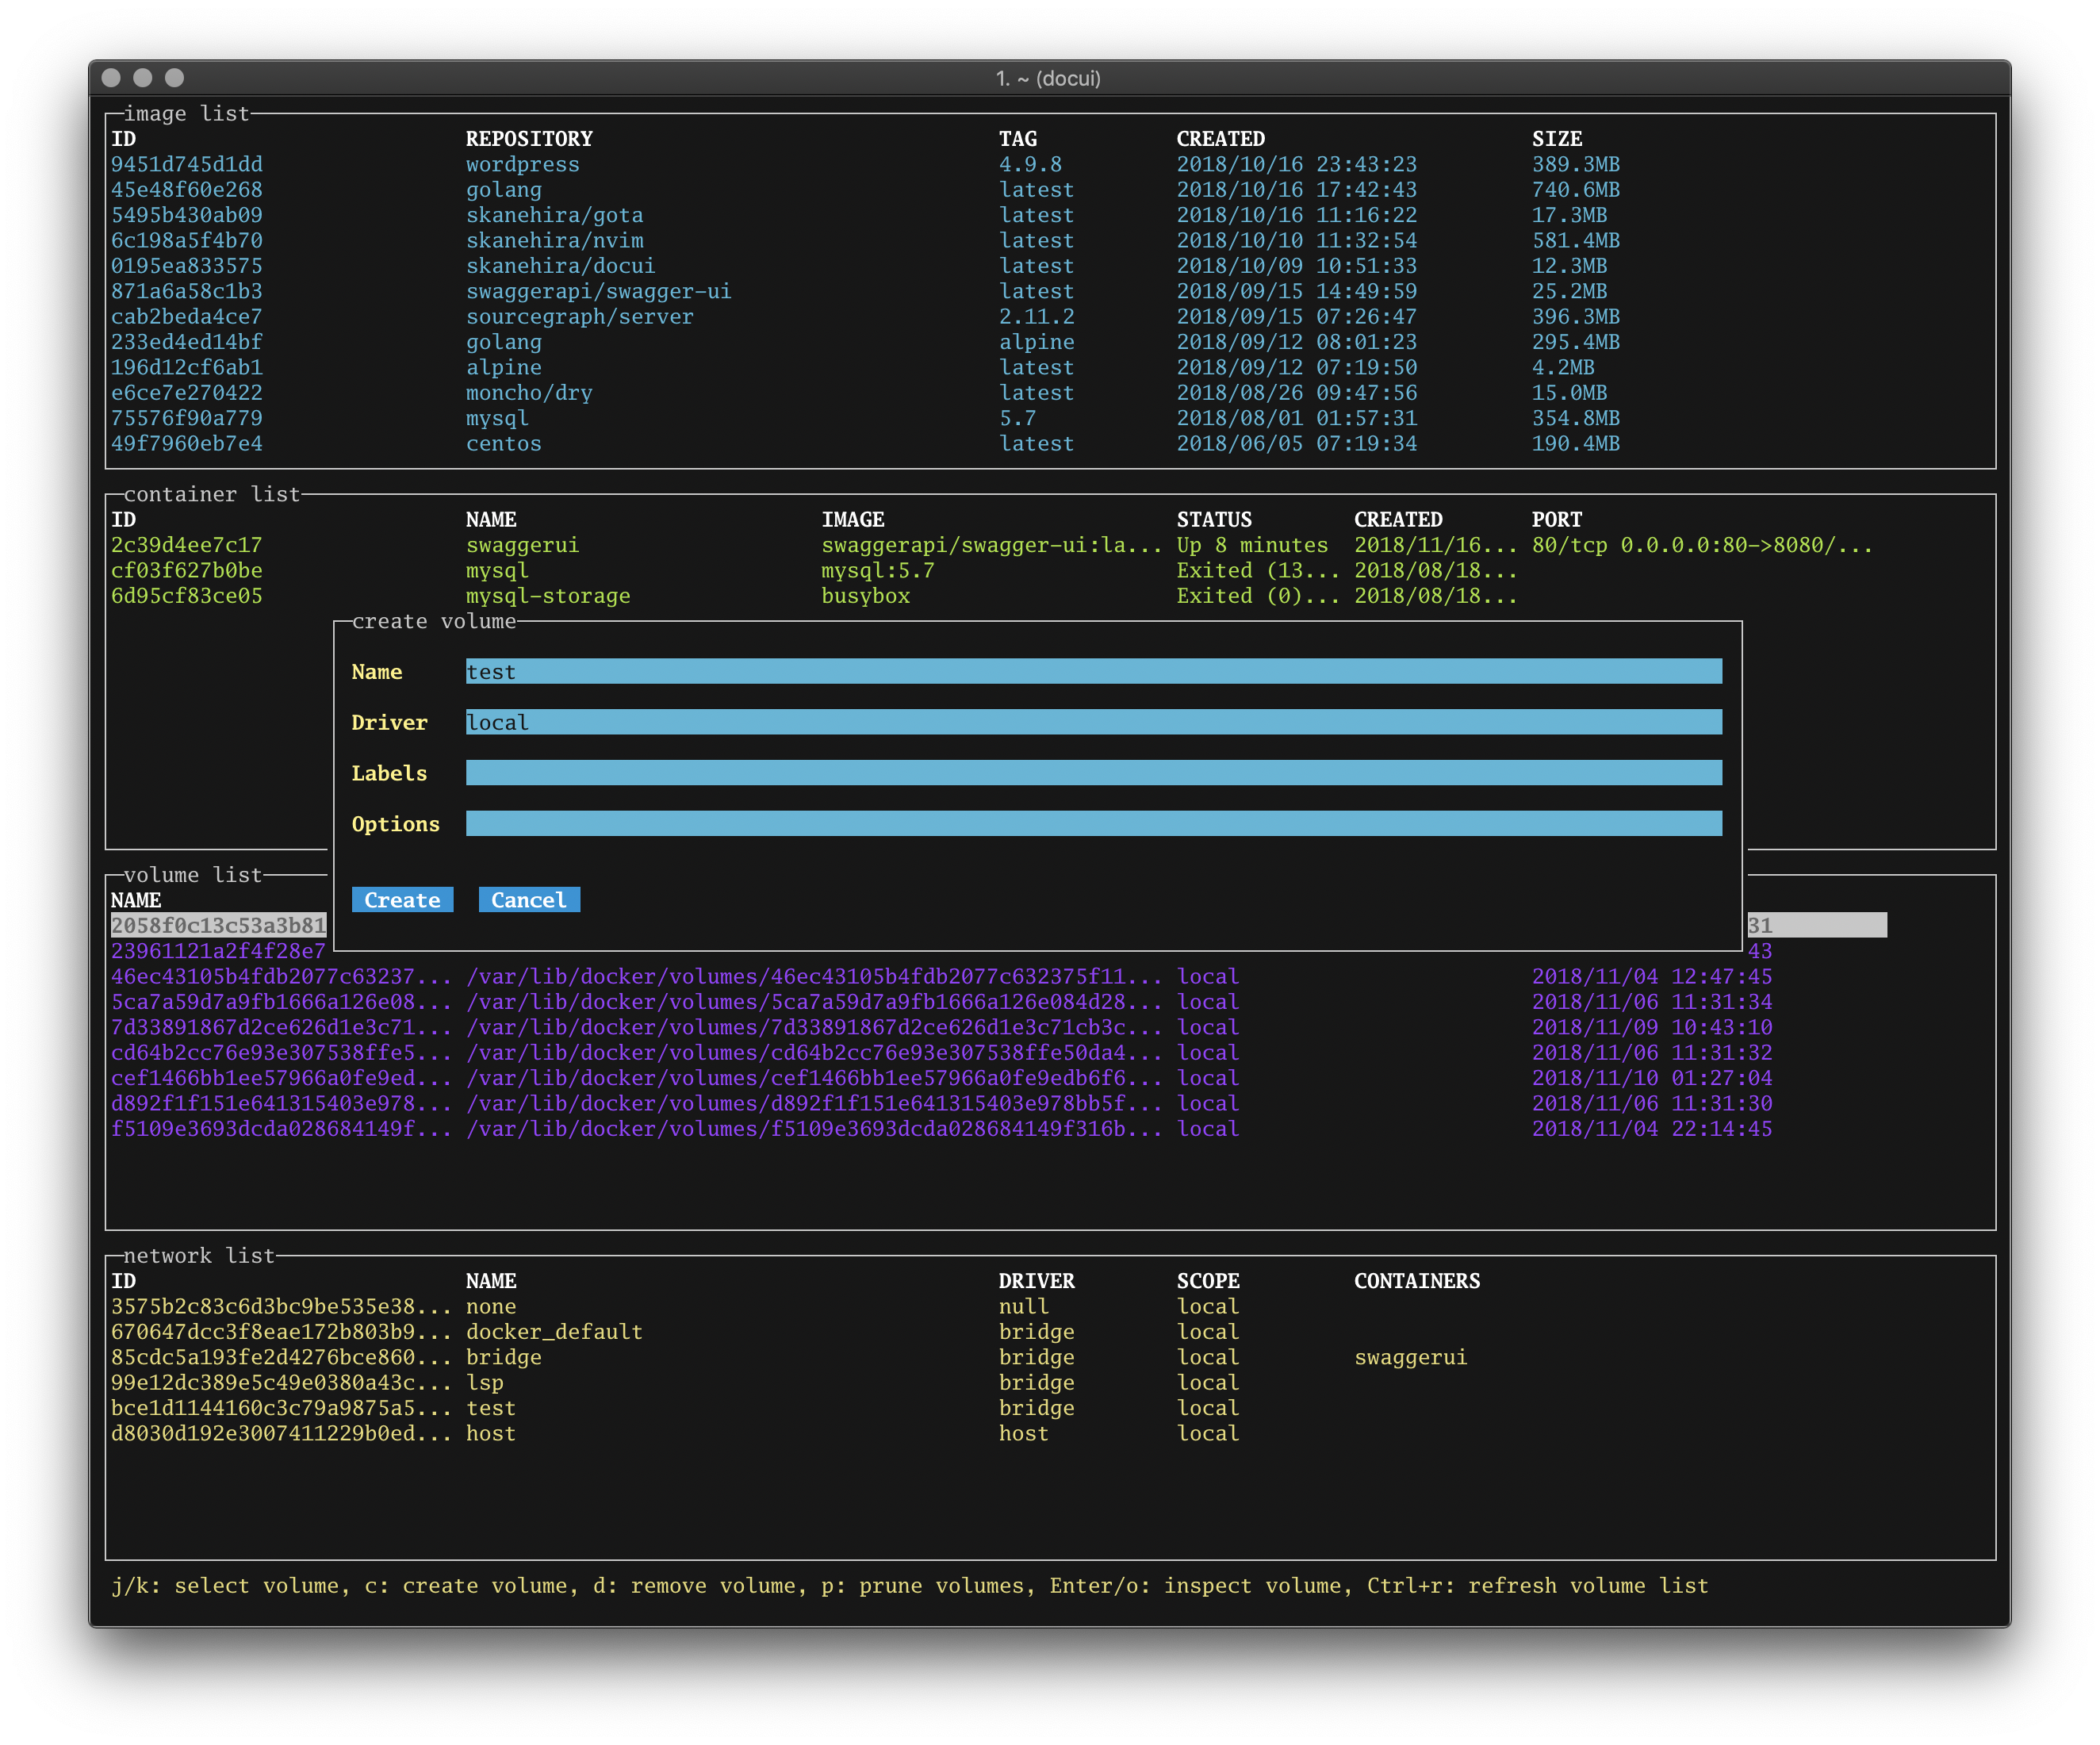 1. ~ (docui)
image list
ID REPOSITORY TAG CREATED SIZE
9451d745d1dd wordpress 4.9.8 2018/10/16 23:43:23 389.3MB
45e48f60e268 golang latest 2018/10/16 17:42:43 740.6MB
5495b430ab09 skanehira/gota latest 2018/10/16 11:16:22 17.3MB
6c198a5f4b70 skanehira/nvim latest 2018/10/10 11:32:54 581.4MB
0195ea833575 skanehira/docui latest 2018/10/09 10:51:33 12.3MB
871a6a58c1b3 swaggerapi/swagger-ui latest 2018/09/15 14:49:59 25.2MB
cab2beda4ce7 sourcegraph/server 2.11.2 2018/09/15 07:26:47 396.3MB
233ed4ed14bf golang alpine 2018/09/12 08:01:23 295.4MB
196d12cf6ab1 alpine latest 2018/09/12 07:19:50 4.2MB
e6ce7e270422 moncho/dry latest 2018/08/26 09:47:56 15.0MB
75576f90a779 mysql 5.7 2018/08/01 01:57:31 354.8MB
49f7960eb7e4 centos latest 2018/06/05 07:19:34 190.4MB
container list
ID NAME IMAGE STATUS CREATED PORT
2c39d4ee7c17 swaggerui swaggerapi/swagger-ui:la... Up 8 minutes 2018/11/16... 80/tcp 0.0.0.0:80->8080/...
cf03f627b0be mysql mysql:5.7 Exited (13... 2018/08/18...
6d95cf83ce05 mysql-storage busybox Exited (0)... 2018/08/18...
create volume
Name test
Driver local
Labels
Options
Create Cancel
volume list
NAME
2058f0c13c53a3b81 31
23961121a2f4f28e7 43
46ec43105b4fdb2077c63237... /var/lib/docker/volumes/46ec43105b4fdb2077c632375f11... local 2018/11/04 12:47:45
5ca7a59d7a9fb1666a126e08... /var/lib/docker/volumes/5ca7a59d7a9fb1666a126e084d28... local 2018/11/06 11:31:34
7d33891867d2ce626d1e3c71... /var/lib/docker/volumes/7d33891867d2ce626d1e3c71cb3c... local 2018/11/09 10:43:10
cd64b2cc76e93e307538ffe5... /var/lib/docker/volumes/cd64b2cc76e93e307538ffe50da4... local 2018/11/06 11:31:32
cef1466bb1ee57966a0fe9ed... /var/lib/docker/volumes/cef1466bb1ee57966a0fe9edb6f6... local 2018/11/10 01:27:04
d892f1f151e641315403e978... /var/lib/docker/volumes/d892f1f151e641315403e978bb5f... local 2018/11/06 11:31:30
f5109e3693dcda028684149f... /var/lib/docker/volumes/f5109e3693dcda028684149f316b... local 2018/11/04 22:14:45
network list
ID NAME DRIVER SCOPE CONTAINERS
3575b2c83c6d3bc9be535e38... none null local
670647dcc3f8eae172b803b9... docker_default bridge local
85cdc5a193fe2d4276bce860... bridge bridge local swaggerui
99e12dc389e5c49e0380a43c... lsp bridge local
bce1d1144160c3c79a9875a5... test bridge local
d8030d192e3007411229b0ed... host host local
j/k: select volume, c: create volume, d: remove volume, p: prune volumes, Enter/o: inspect volume, Ctrl+r: refresh volume list